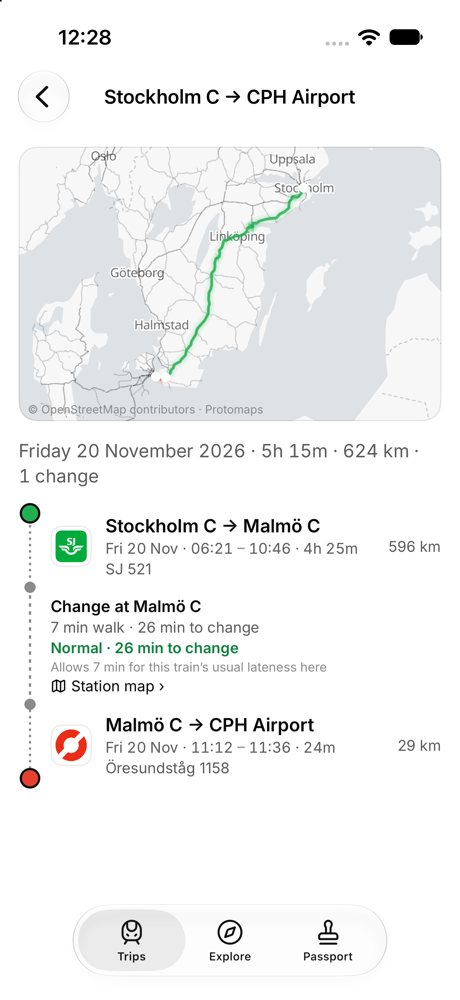 12:28
Stockholm C → CPH Airport
Oslo
Uppsala
Stockholm
Linköping
Göteborg
Halmstad
© OpenStreetMap contributors · Protomaps
Friday 20 November 2026 · 5h 15m · 624 km ·
1 change
Stockholm C → Malmö C
SJ
Fri 20 Nov · 06:21 – 10:46 · 4h 25m
596 km
SJ 521
Change at Malmö C
7 min walk · 26 min to change
Normal · 26 min to change
Allows 7 min for this train’s usual lateness here
Station map ›
Malmö C → CPH Airport
Fri 20 Nov · 11:12 – 11:36 · 24m
29 km
Öresundståg 1158
Trips
Explore
Passport